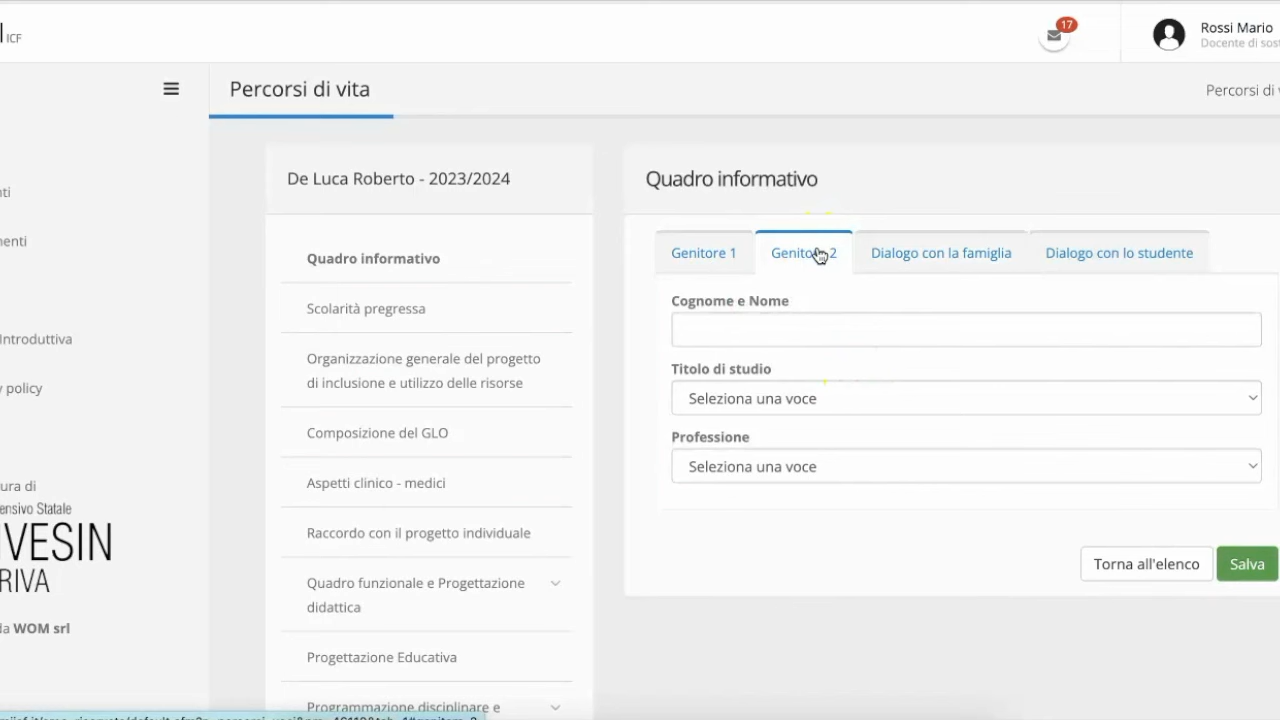 ICF
17
Rossi Mario
Docente di sost
Percorsi di vita
Percorsi di
De Luca Roberto - 2023/2024
Quadro informativo
Scolarità pregressa
Organizzazione generale del progetto
di inclusione e utilizzo delle risorse
Composizione del GLO
Aspetti clinico - medici
Raccordo con il progetto individuale
Quadro funzionale e Progettazione
didattica
Progettazione Educativa
Programmazione disciplinare e
Quadro informativo
Genitore 1
Genitore 2
Dialogo con la famiglia
Dialogo con lo studente
Cognome e Nome
Titolo di studio
Seleziona una voce
Professione
Seleziona una voce
Torna all'elenco
Salva
nti
nenti
Introduttiva
y policy
ura di
ensivo Statale
VESIN
RIVA
da WOM srl